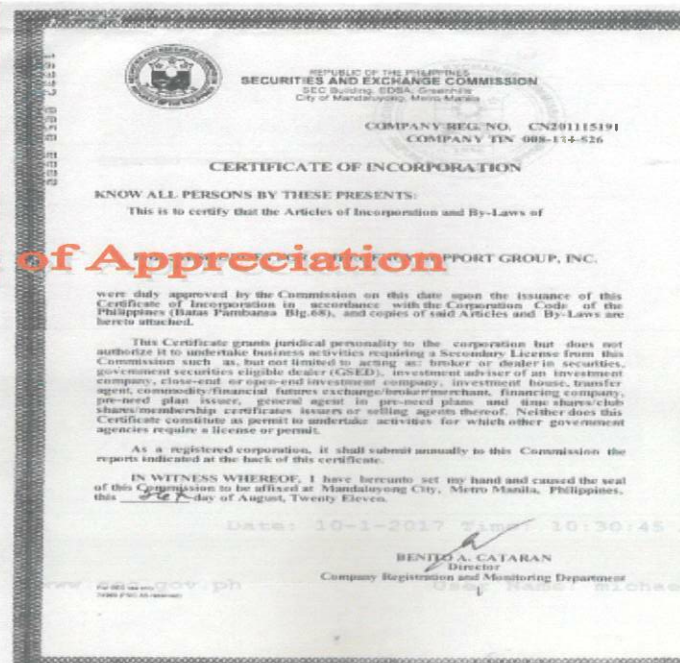 REPUBLIC OF THE PHILIPPINES
SECURITIES AND EXCHANGE COMMISSION
SEC Building, EDSA, Greenhills
City of Mandaluyong, Metro Manila
COMPANY REG. NO. CN201115191
COMPANY TIN 008-134-526
CERTIFICATE OF INCORPORATION
KNOW ALL PERSONS BY THESE PRESENTS:
This is to certify that the Articles of Incorporation and By-Laws of
of Appreciation
SUPPORT GROUP, INC.
were duly approved by the Commission on this date upon the issuance of this
Certificate of Incorporation in accordance with the Corporation Code of the
Philippines (Batas Pambansa Blg.68), and copies of said Articles and By-Laws are
hereto attached.
This Certificate grants juridical personality to the corporation but does not
authorize it to undertake business activities requiring a Secondary License from this
Commission such as, but not limited to acting as: broker or dealer in securities,
government securities eligible dealer (GSED), investment adviser of an investment
company, close-end or open-end investment company, investment house, transfer
agent, commodity/financial futures exchange/broker/merchant, financing company,
pre-need plan issuer, general agent in pre-need plans and time shares/club
shares/membership certificates issuers or selling agents thereof. Neither does this
Certificate constitute as permit to undertake activities for which other government
agencies require a license or permit.
As a registered corporation, it shall submit annually to this Commission the
reports indicated at the back of this certificate.
IN WITNESS WHEREOF, I have hereunto set my hand and caused the seal
of this Commission to be affixed at Mandaluyong City, Metro Manila, Philippines,
this day of August, Twenty Eleven.
Date: 10-1-2017 Time: 10:30:45
BENITO A. CATARAN
Director
Company Registration and Monitoring Department
.gov.ph
User Name: michae